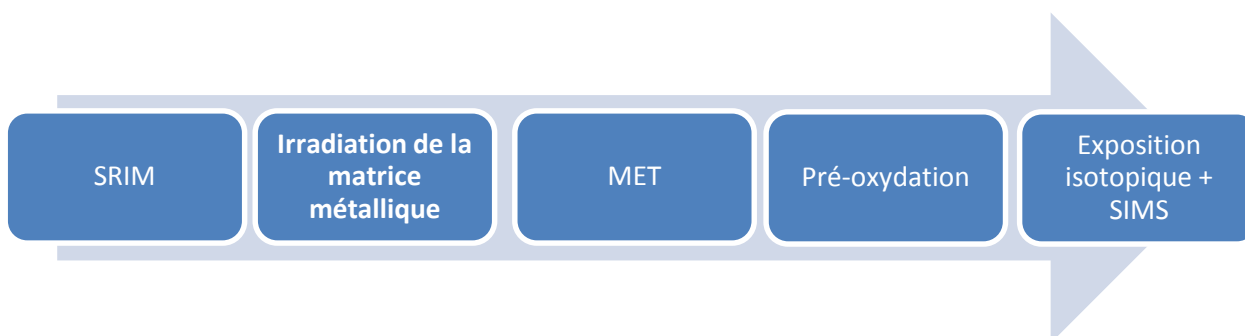 SRIM
Irradiation de la
matrice
métallique
MET
Pré-oxydation
Exposition
isotopique +
SIMS